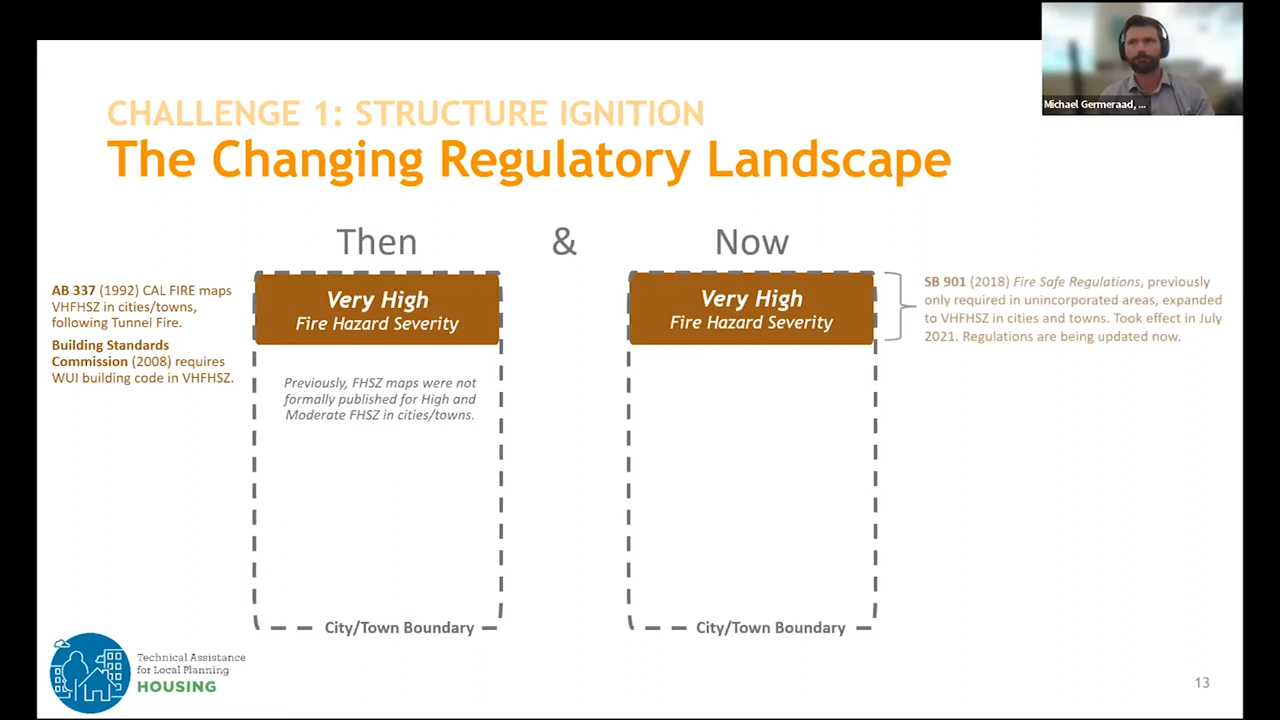 Michael Germeraad, ...
CHALLENGE 1: STRUCTURE IGNITION
The Changing Regulatory Landscape
Then & Now
AB 337 (1992) CAL FIRE maps
VHFHSZ in cities/towns,
following Tunnel Fire.
Building Standards
Commission (2008) requires
WUI building code in VHFHSZ.
Very High
Fire Hazard Severity
Previously, FHSZ maps were not
formally published for High and
Moderate FHSZ in cities/towns.
City/Town Boundary
Very High
Fire Hazard Severity
City/Town Boundary
SB 901 (2018) Fire Safe Regulations, previously
only required in unincorporated areas, expanded
to VHFHSZ in cities and towns. Took effect in July
2021. Regulations are being updated now.
Technical Assistance
for Local Planning
HOUSING
13